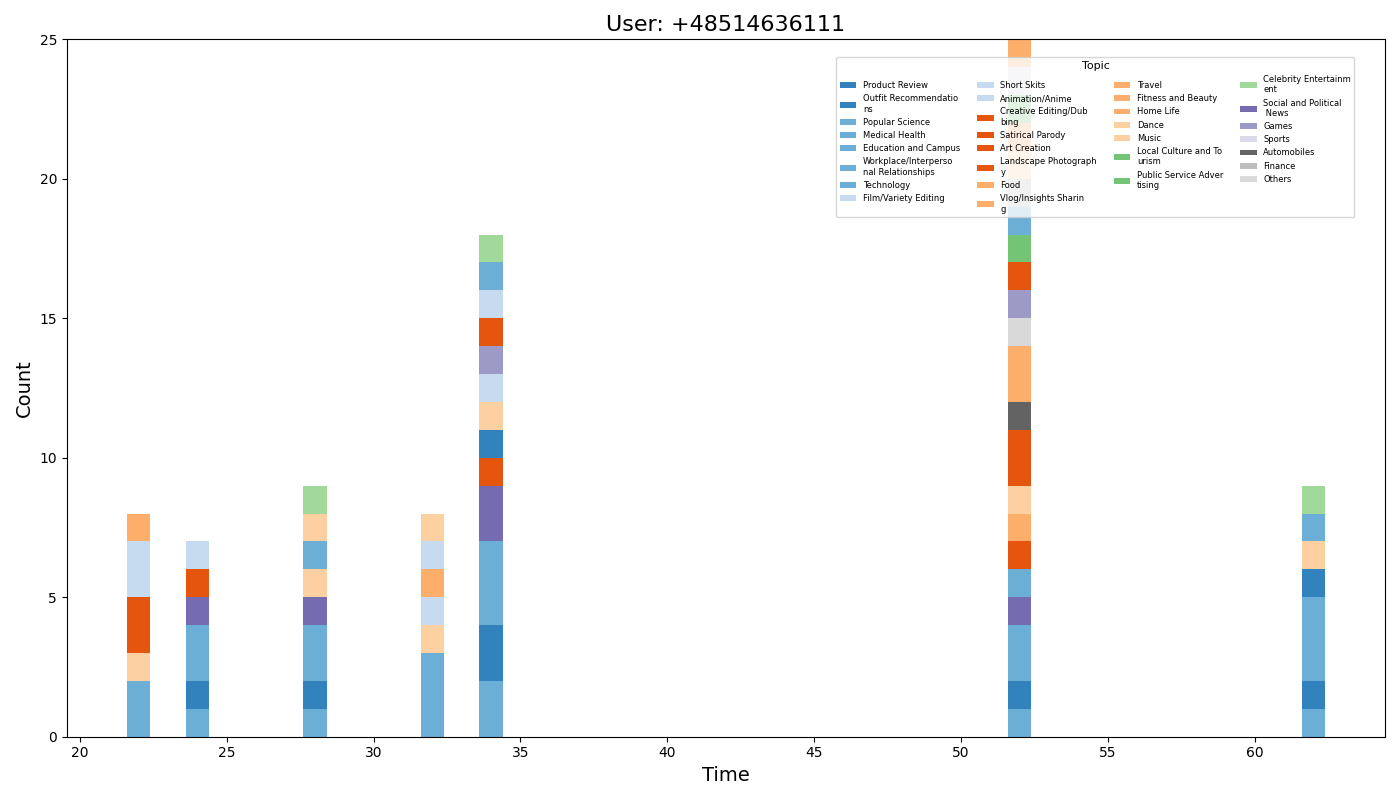 User: +48514636111
25
Topic
Product Review
Outfit Recommendatio
ns
Popular Science
Medical Health
Education and Campus
Workplace/Interperso
nal Relationships
Technology
Film/Variety Editing
Short Skits
Animation/Anime
Creative Editing/Dub
bing
Satirical Parody
Art Creation
Landscape Photograph
y
Food
Vlog/Insights Sharin
g
Travel
Fitness and Beauty
Home Life
Dance
Music
Local Culture and To
urism
Public Service Adver
tising
Celebrity Entertainm
ent
Social and Political
News
Games
Sports
Automobiles
Finance
Others
20
15
10
5
0
Count
20 25 30 35 40 45 50 55 60
Time